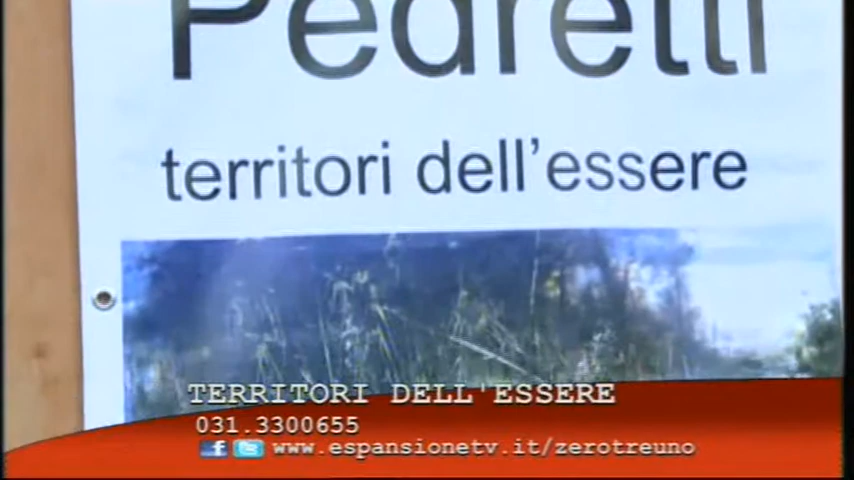 Pedretti
territori dell'essere
TERRITORI DELL'ESSERE
031.3300655
www.espansionetv.it/zerotreuno